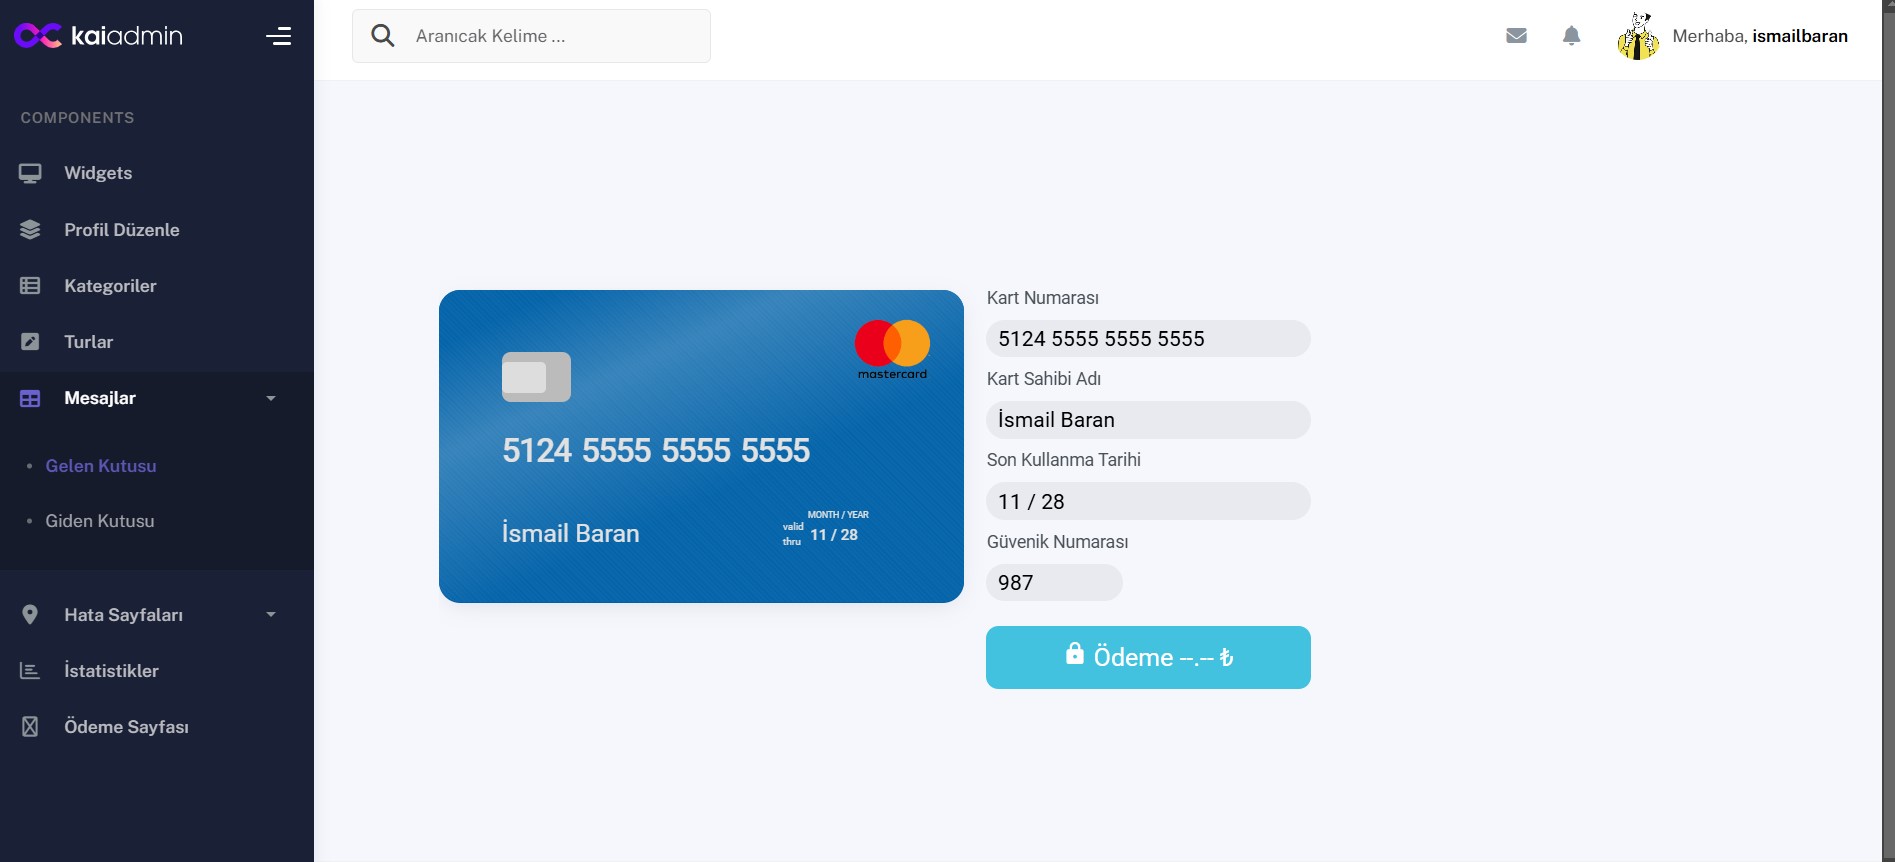 kaiadmin
Aranıcak Kelime ...
Merhaba, ismailbaran
COMPONENTS
Widgets
Profil Düzenle
Kategoriler
Turlar
Mesajlar
Gelen Kutusu
Giden Kutusu
Hata Sayfaları
İstatistikler
Ödeme Sayfası
mastercard
5124 5555 5555 5555
İsmail Baran
MONTH / YEAR
valid thru 11 / 28
Kart Numarası
5124 5555 5555 5555
Kart Sahibi Adı
İsmail Baran
Son Kullanma Tarihi
11 / 28
Güvenik Numarası
987
Ödeme --.-- ₺